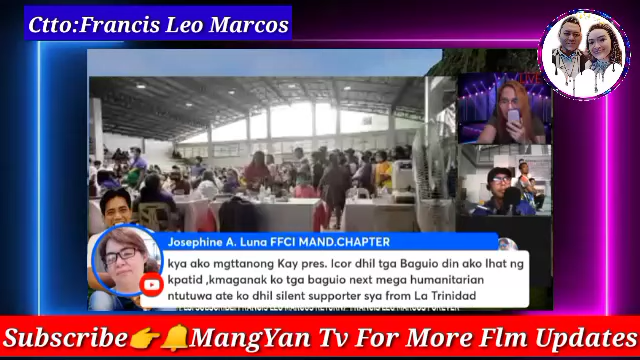 Ctto:Francis Leo Marcos
LIVE
Josephine A. Luna FFCI MAND.CHAPTER
kya ako mgttanong Kay pres. Icor dhil tga Baguio din ako lhat ng
kpatid ,kmaganak ko tga baguio next mega humanitarian
ntutuwa ate ko dhil silent supporter sya from La Trinidad
Subscribe👉🔔MangYan Tv For More Flm Updates